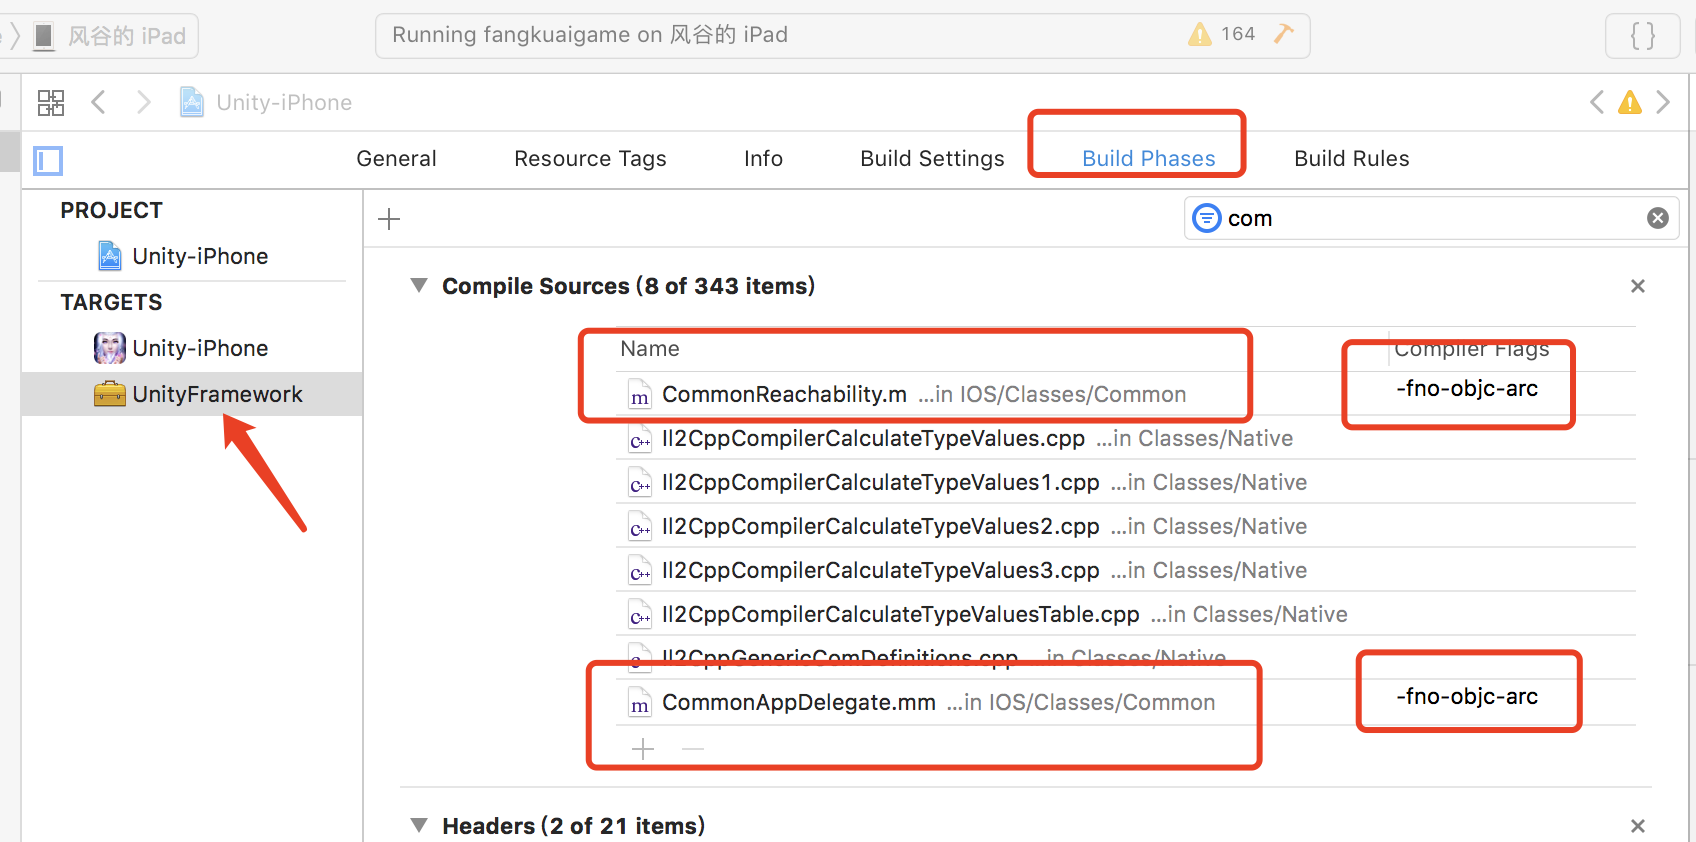 风谷的 iPad
Running fangkuaigame on 风谷的 iPad
164
{ }
Unity-iPhone
General
Resource Tags
Info
Build Settings
Build Phases
Build Rules
PROJECT
Unity-iPhone
TARGETS
Unity-iPhone
UnityFramework
com
Compile Sources (8 of 343 items)
Name
Compiler Flags
CommonReachability.m ...in IOS/Classes/Common
-fno-objc-arc
Il2CppCompilerCalculateTypeValues.cpp ...in Classes/Native
Il2CppCompilerCalculateTypeValues1.cpp ...in Classes/Native
Il2CppCompilerCalculateTypeValues2.cpp ...in Classes/Native
Il2CppCompilerCalculateTypeValues3.cpp ...in Classes/Native
Il2CppCompilerCalculateTypeValuesTable.cpp ...in Classes/Native
Il2CppGenericComDefinitions.cpp ...in Classes/Native
CommonAppDelegate.mm ...in IOS/Classes/Common
-fno-objc-arc
Headers (2 of 21 items)